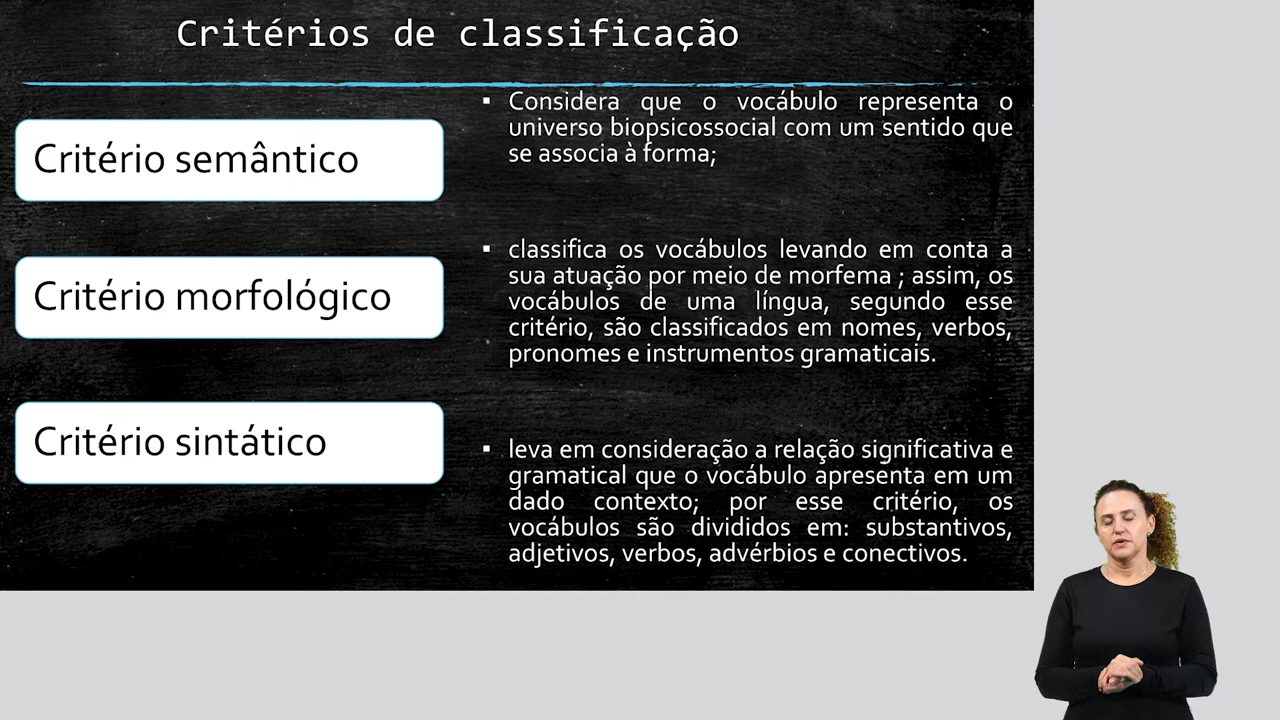 Critérios de classificação
Critério semântico
Considera que o vocábulo representa o
universo biopsicossocial com um sentido que
se associa à forma;
Critério morfológico
classifica os vocábulos levando em conta a
sua atuação por meio de morfema ; assim, os
vocábulos de uma língua, segundo esse
critério, são classificados em nomes, verbos,
pronomes e instrumentos gramaticais.
Critério sintático
leva em consideração a relação significativa e
gramatical que o vocábulo apresenta em um
dado contexto; por esse critério, os
vocábulos são divididos em: substantivos,
adjetivos, verbos, advérbios e conectivos.